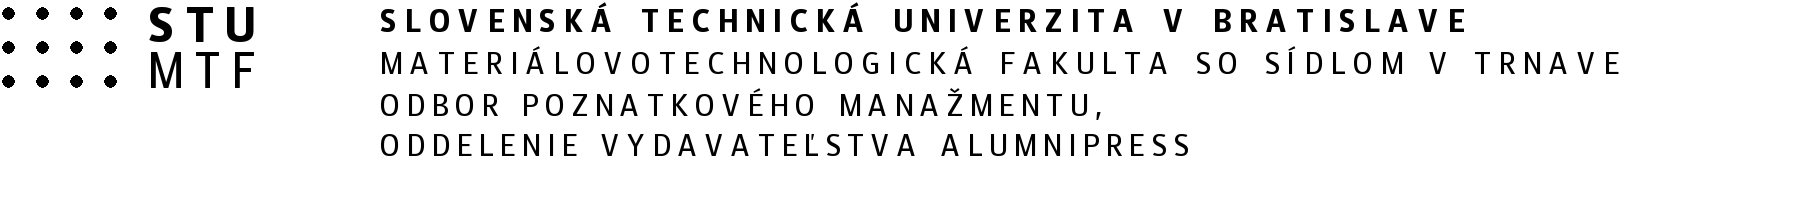 STU
MTF
SLOVENSKÁ TECHNICKÁ UNIVERZITA V BRATISLAVE
MATERIÁLOVOTECHNOLOGICKÁ FAKULTA SO SÍDLOM V TRNAVE
ODBOR POZNATKOVÉHO MANAŽMENTU,
ODDELENIE VYDAVATEĽSTVA ALUMNIPRESS